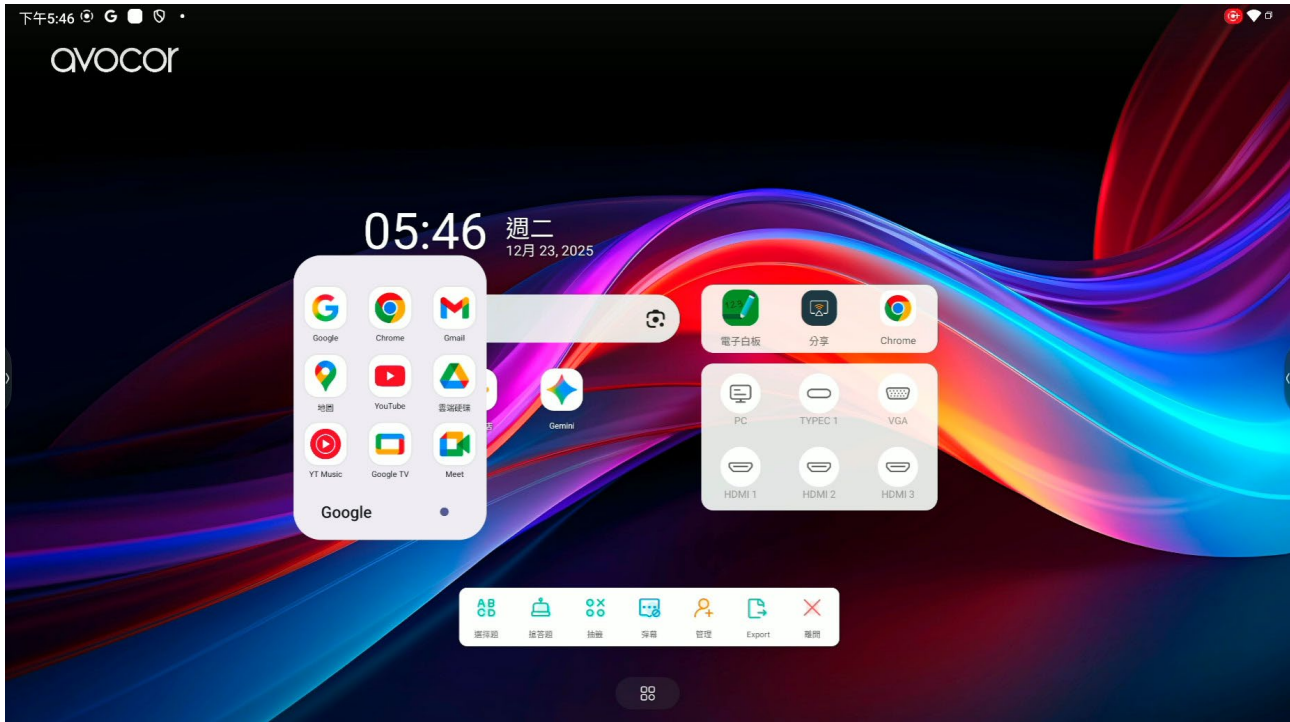 下午5:46 G
avocor
05:46
週二
12月 23, 2025
Google Chrome Gmail
地圖 YouTube 雲端硬碟
YT Music Google TV Meet
Google
Gemini
電子白板 分享 Chrome
PC TYPEC 1 VGA
HDMI 1 HDMI 2 HDMI 3
AB
CD
選擇題 搶答題 抽籤 彈幕 管理 Export 離開